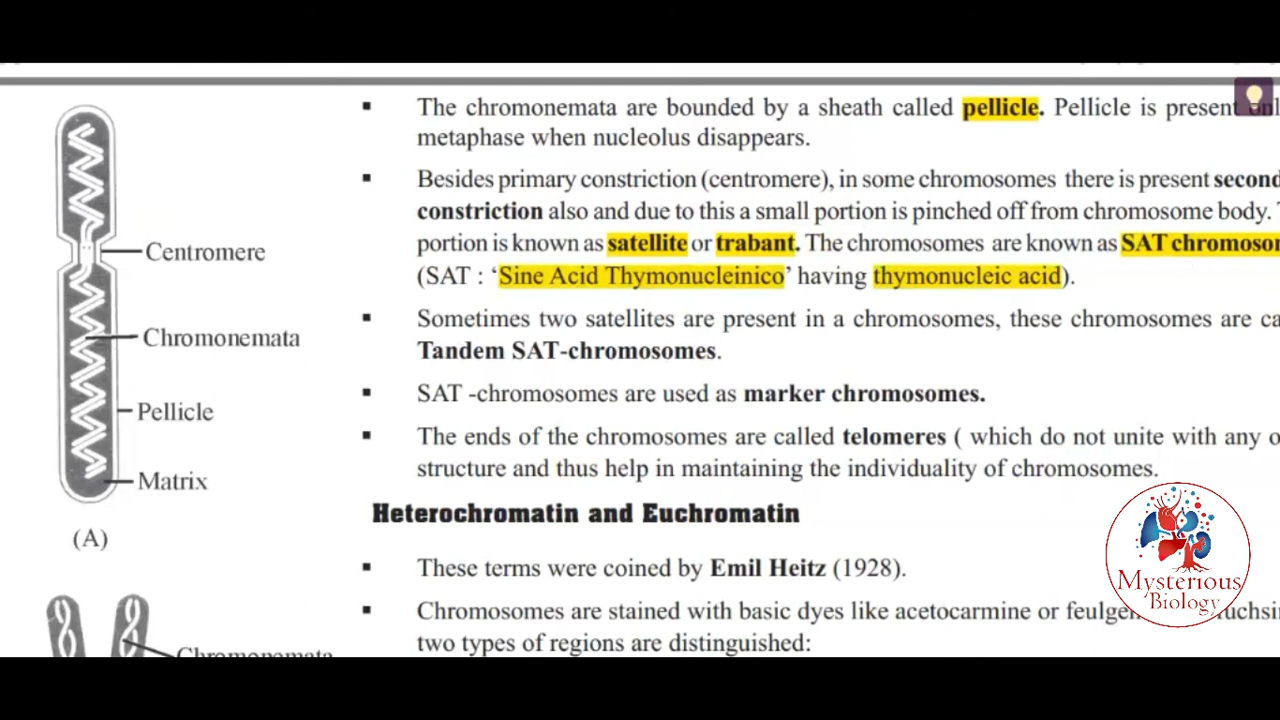 The chromonemata are bounded by a sheath called pellicle. Pellicle is present
metaphase when nucleolus disappears.
Besides primary constriction (centromere), in some chromosomes there is present second
constriction also and due to this a small portion is pinched off from chromosome body.
portion is known as satellite or trabant. The chromosomes are known as SAT
(SAT : ‘Sine Acid Thymonucleinico’ having thymonucleic acid).
Sometimes two satellites are present in a chromosomes, these chromosomes are
Tandem SAT-chromosomes.
SAT -chromosomes are used as marker chromosomes.
The ends of the chromosomes are called telomeres ( which do not unite with any
structure and thus help in maintaining the individuality of chromosomes.
Heterochromatin and Euchromatin
These terms were coined by Emil Heitz (1928).
Chromosomes are stained with basic dyes like acetocarmine or
two types of regions are distinguished:
Centromere
Chromonemata
Pellicle
Matrix
(A)
Chromonemata
Mysterious
Biology